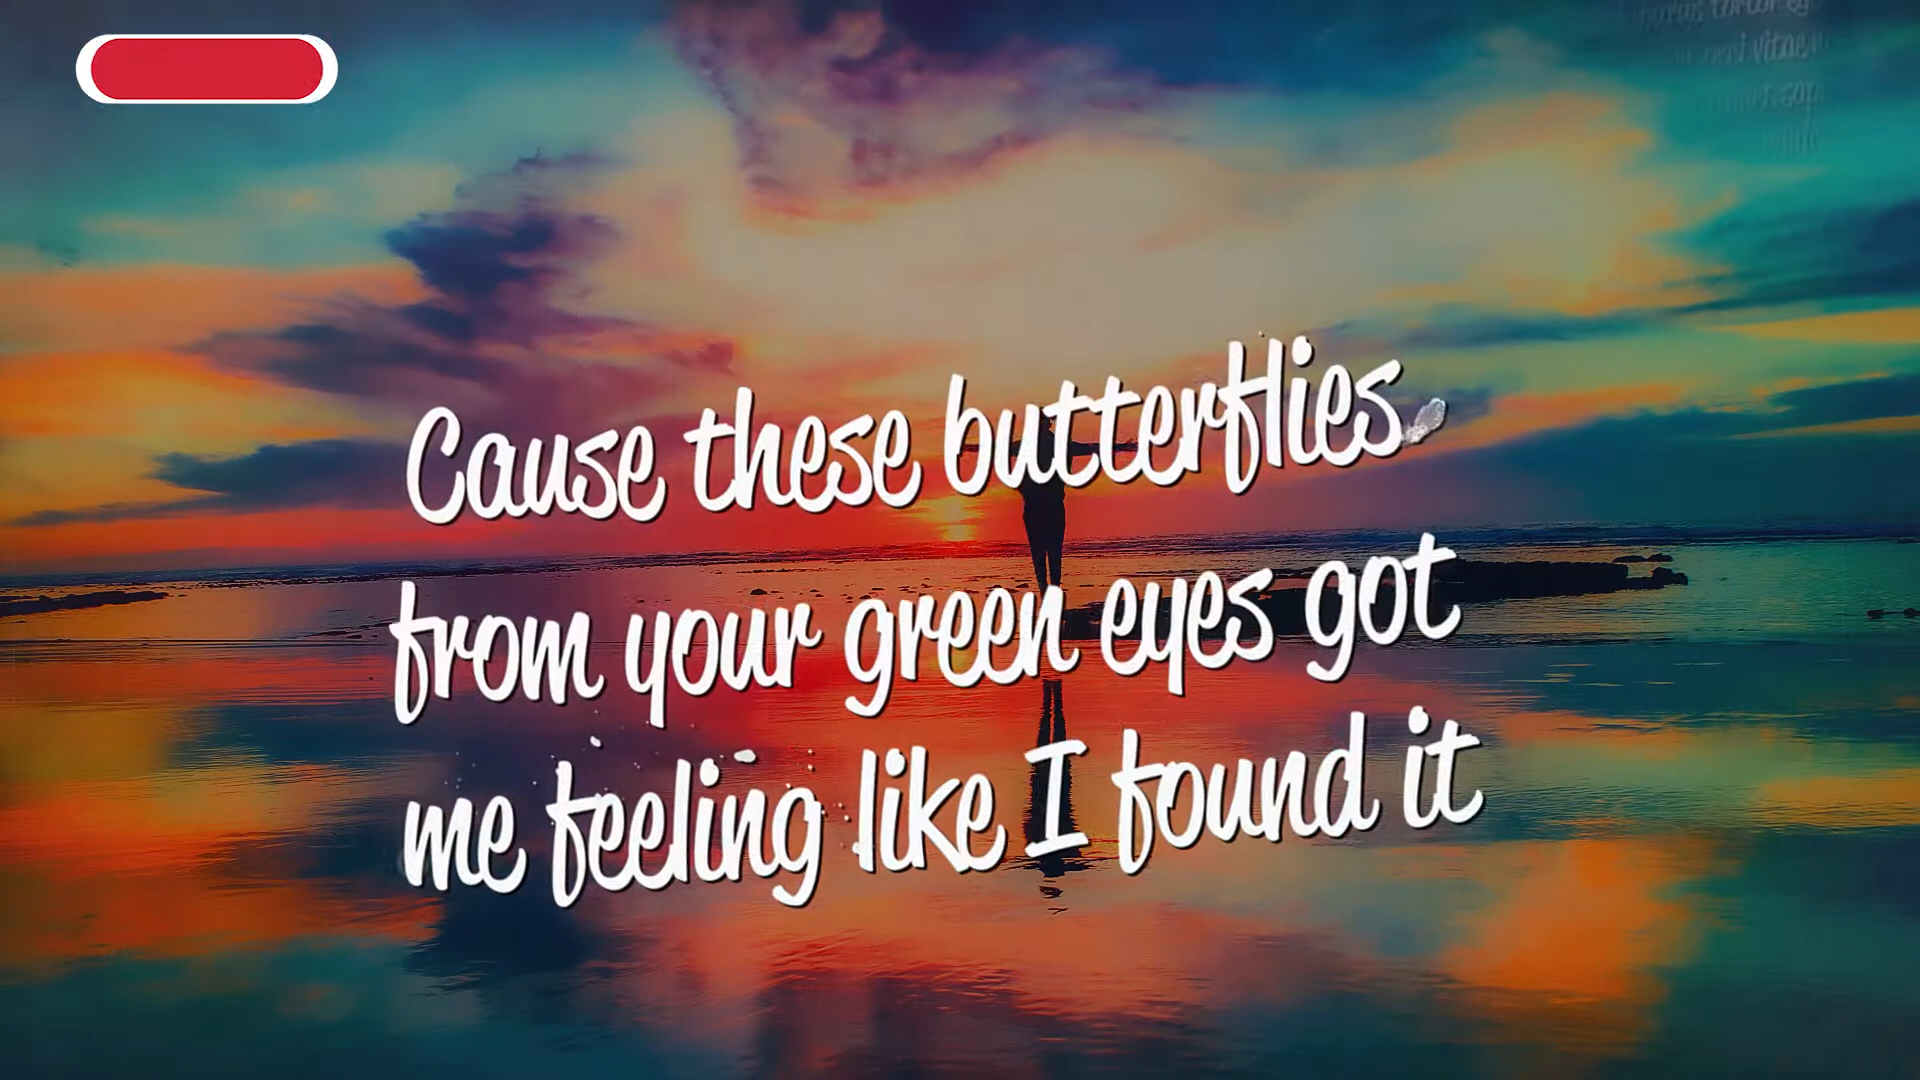 Cause these butterflies
from your green eyes got
me feeling like I found it